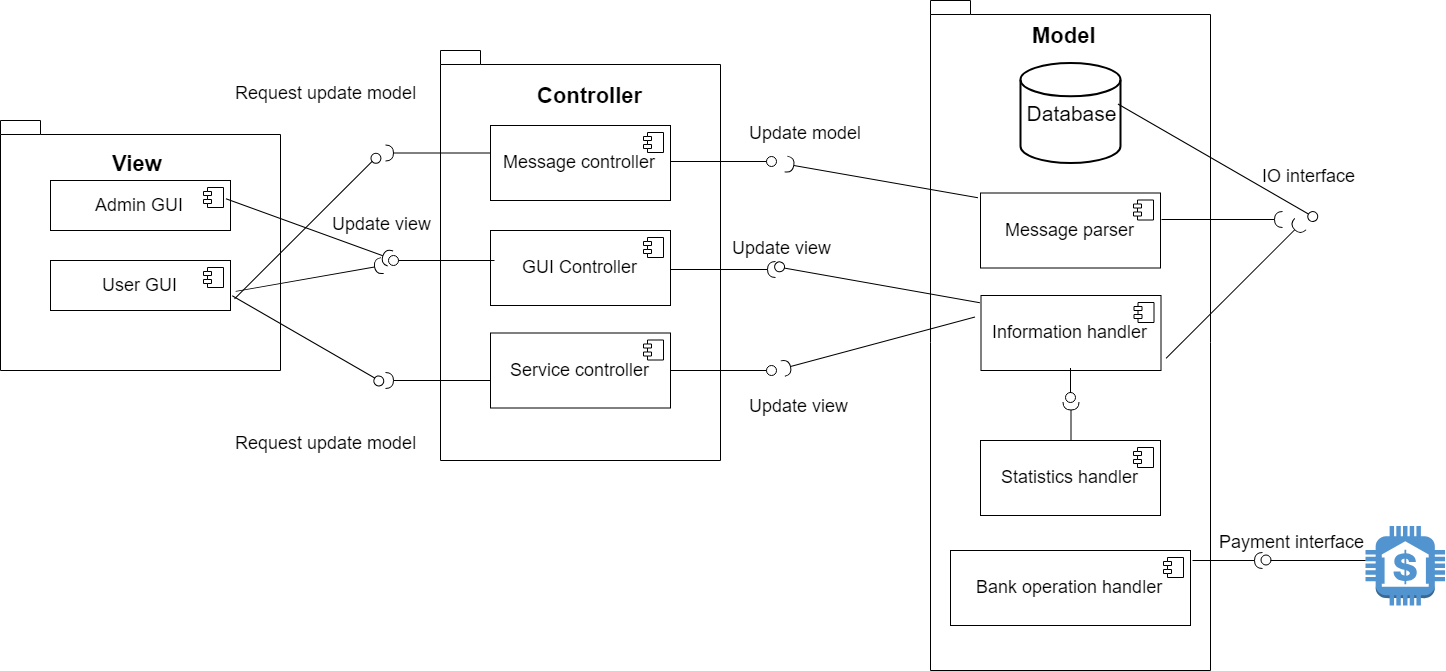 View
Admin GUI
User GUI
Request update model
Update view
Request update model
Controller
Message controller
GUI Controller
Service controller
Update model
Update view
Update view
Model
Database
Message parser
Information handler
Statistics handler
Bank operation handler
IO interface
Payment interface
$